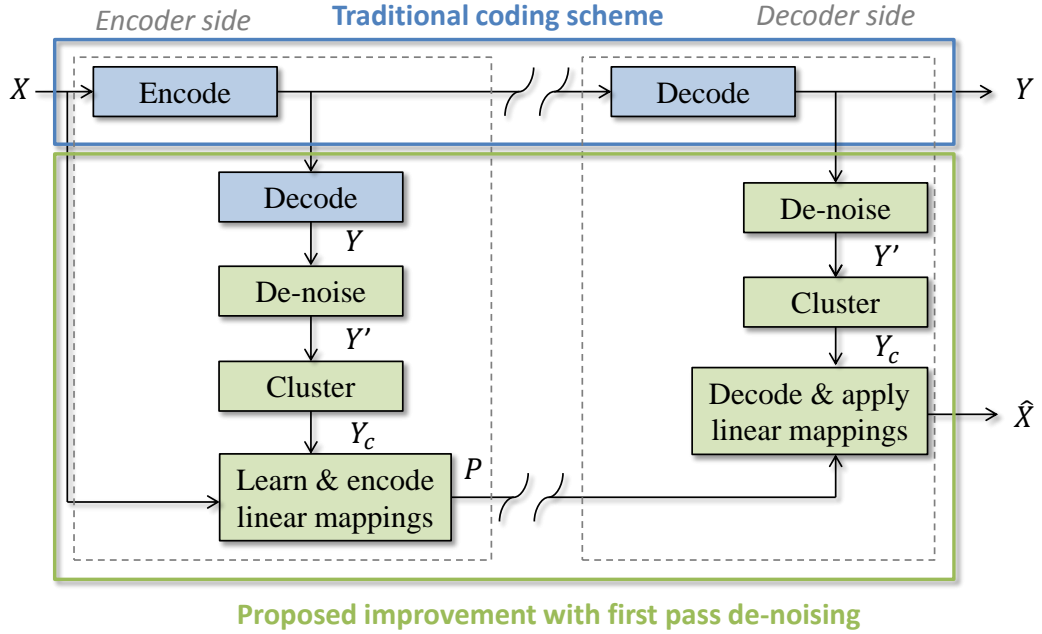 Encoder side
Traditional coding scheme
Decoder side
X
Encode
Decode
Y
Decode
Y
De-noise
Y'
Cluster
Y_c
Learn & encode
linear mappings
P
De-noise
Y'
Cluster
Y_c
Decode & apply
linear mappings
X̂
Proposed improvement with first pass de-noising